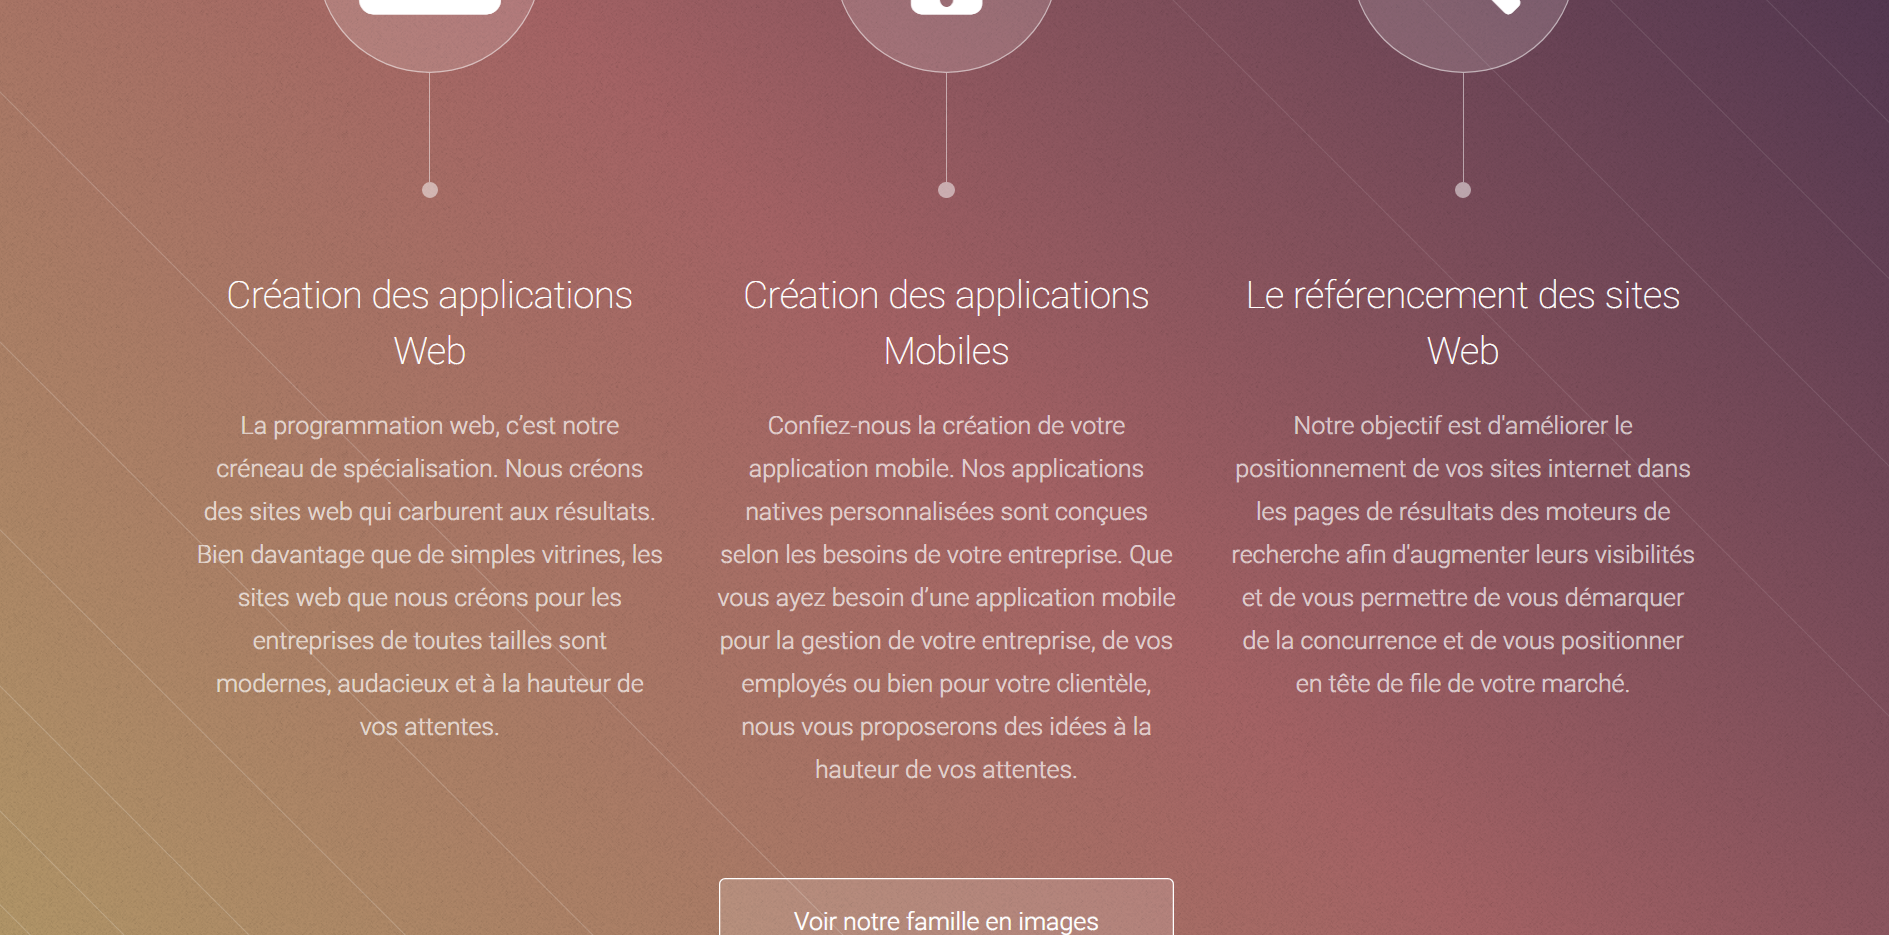 Création des applications
Web
La programmation web, c’est notre
créneau de spécialisation. Nous créons
des sites web qui carburent aux résultats.
Bien davantage que de simples vitrines, les
sites web que nous créons pour les
entreprises de toutes tailles sont
modernes, audacieux et à la hauteur de
vos attentes.
Création des applications
Mobiles
Confiez-nous la création de votre
application mobile. Nos applications
natives personnalisées sont conçues
selon les besoins de votre entreprise. Que
vous ayez besoin d’une application mobile
pour la gestion de votre entreprise, de vos
employés ou bien pour votre clientèle,
nous vous proposerons des idées à la
hauteur de vos attentes.
Le référencement des sites
Web
Notre objectif est d’améliorer le
positionnement de vos sites internet dans
les pages de résultats des moteurs de
recherche afin d'augmenter leurs visibilités
et de vous permettre de vous démarquer
de la concurrence et de vous positionner
en tête de file de votre marché.
Voir notre famille en images